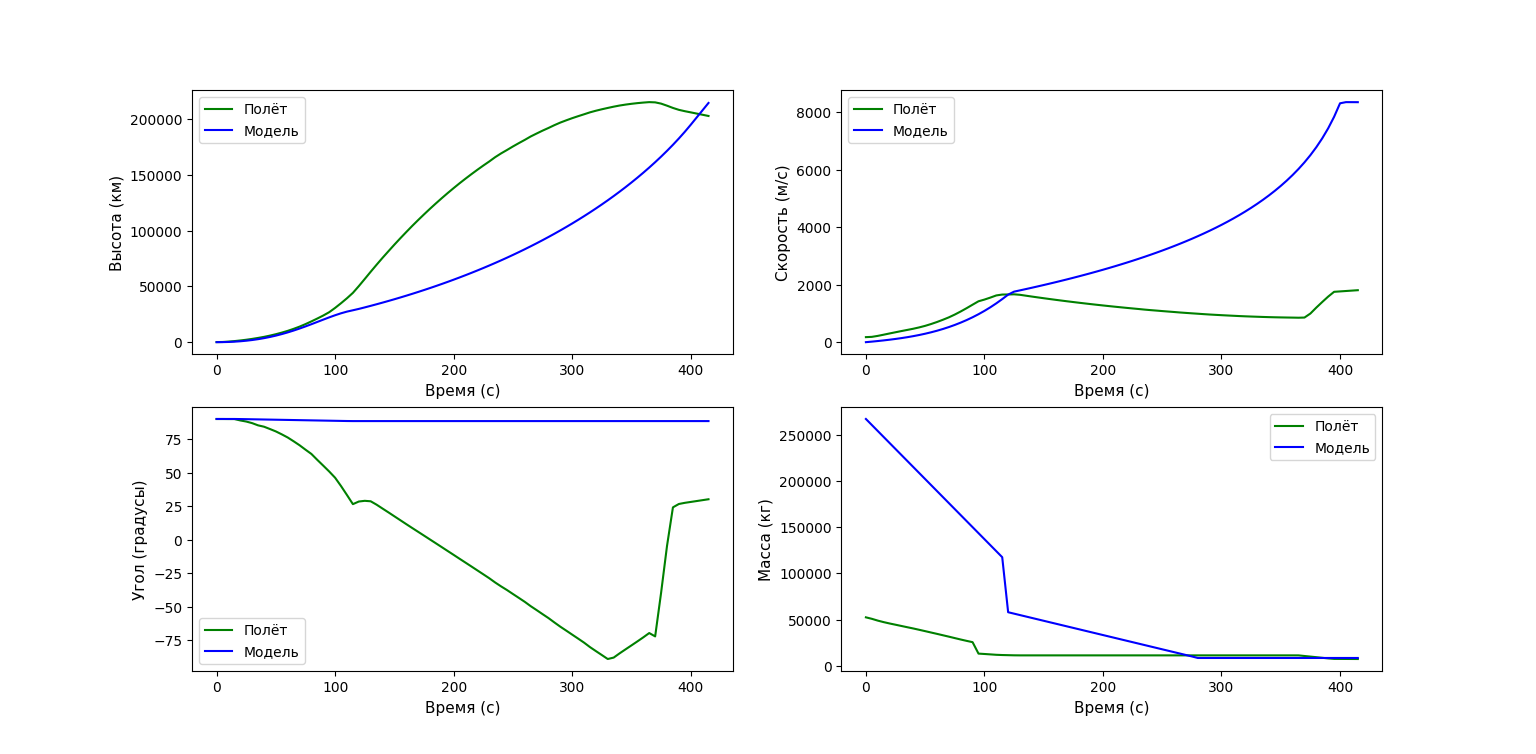 Полёт
Модель
200000
150000
100000
50000
0
Высота (км)
0 100 200 300 400
Время (с)
Полёт
Модель
8000
6000
4000
2000
0
Скорость (м/с)
0 100 200 300 400
Время (с)
75
50
25
0
−25
−50
−75
Угол (градусы)
Полёт
Модель
0 100 200 300 400
Время (с)
Полёт
Модель
250000
200000
150000
100000
50000
0
Масса (кг)
0 100 200 300 400
Время (с)